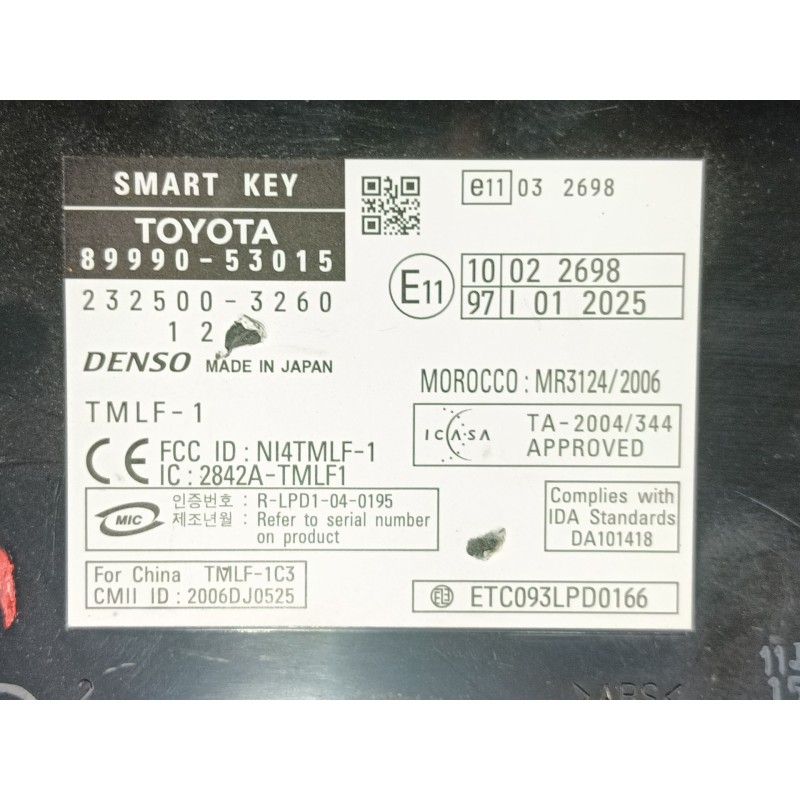 SMART KEY
TOYOTA
89990-53015
232500-3260
12
DENSO MADE IN JAPAN
TMLF-1
CE FCC ID : NI4TMLF-1
IC : 2842A-TMLF1
MIC 인증번호 : R-LPD1-04-0195
제조년월 : Refer to serial number
on product
For China TMLF-1C3
CMII ID : 2006DJ0525
e11 03 2698
E11 10 02 2698
97 I 01 2025
MOROCCO : MR3124/2006
ICASA TA-2004/344
APPROVED
Complies with
IDA Standards
DA101418
ETC093LPD0166
>ABS<